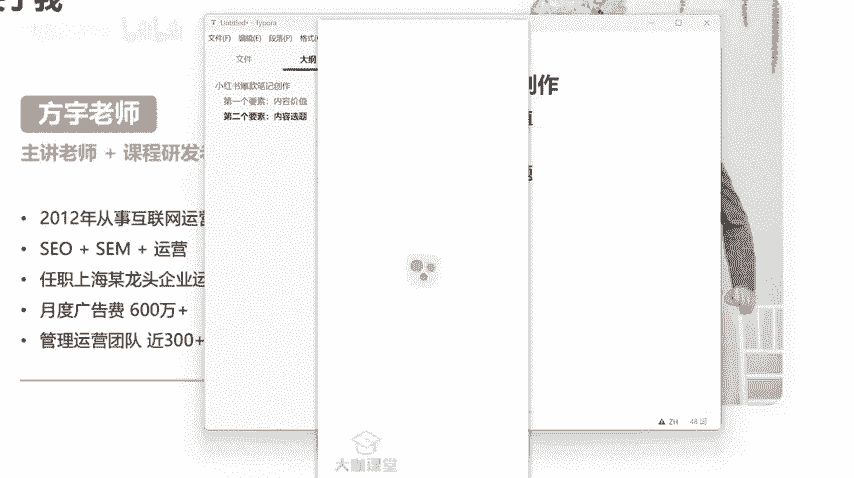 于我
bilibili
方宇老师
主讲老师 + 课程研发
2012年从事互联网运营
SEO + SEM + 运营
任职上海某龙头企业运
月度广告费 600万+
管理运营团队 近300+
Untitled• - Typora
文件(F) 编辑(E) 段落(P) 格式(
文件 大纲
小红书爆款笔记创作
第一个要素：内容价值
第二个要素：内容选题
创作
值
题
ZH 48 词
大咖课堂